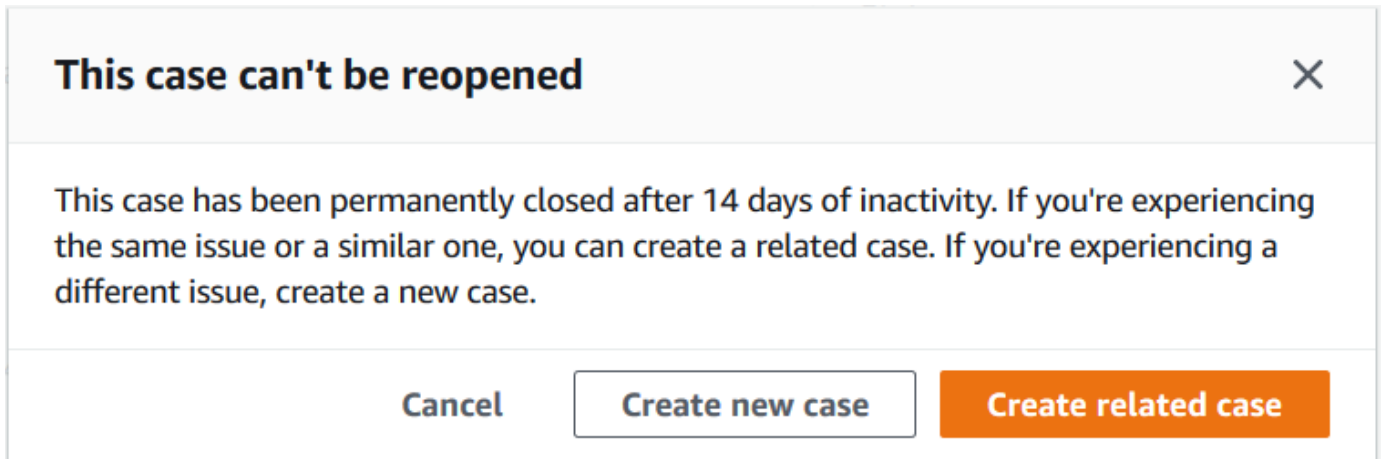 This case can't be reopened
This case has been permanently closed after 14 days of inactivity. If you're experiencing
the same issue or a similar one, you can create a related case. If you're experiencing a
different issue, create a new case.
Cancel
Create new case
Create related case